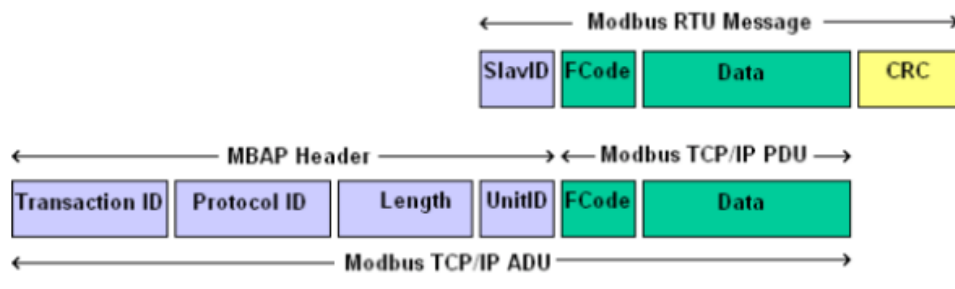 Modbus RTU Message
SlavID FCode Data CRC
MBAP Header Modbus TCP/IP PDU
Transaction ID Protocol ID Length UnitID FCode Data
Modbus TCP/IP ADU